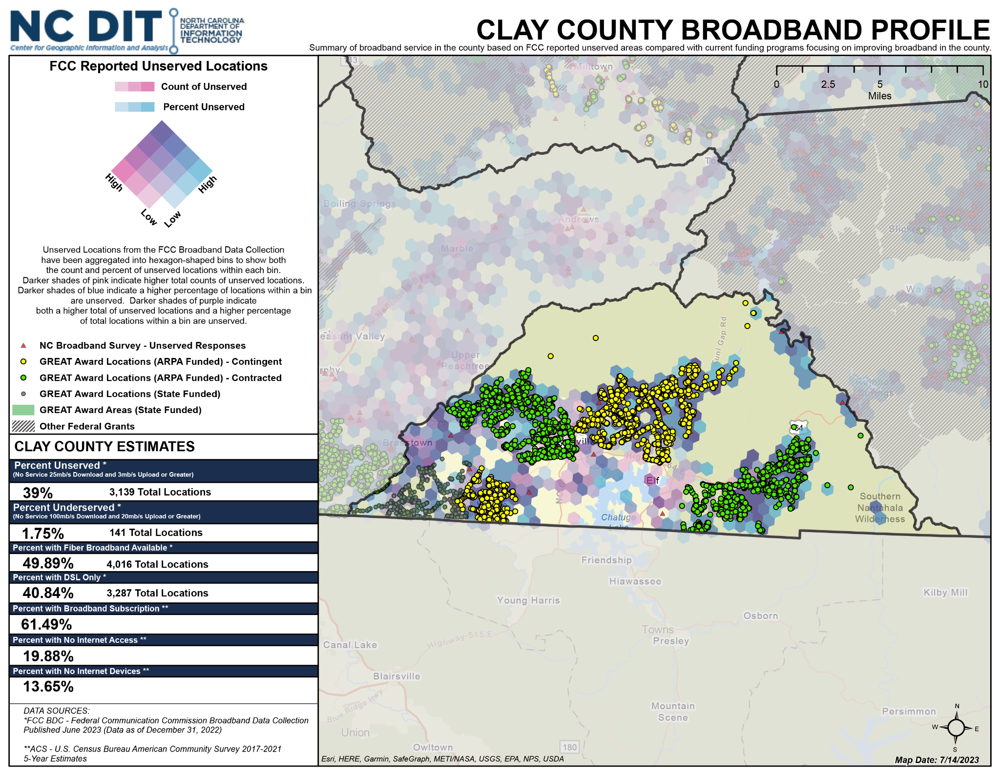 NC DIT
NORTH CAROLINA
DEPARTMENT OF
INFORMATION
TECHNOLOGY
Center for Geographic Information and Analysis
CLAY COUNTY BROADBAND PROFILE
Summary of broadband service in the county based on FCC reported unserved areas compared with current funding programs focusing on improving broadband in the county.
FCC Reported Unserved Locations
Count of Unserved
Percent Unserved
High
High
Low
Low
Unserved Locations from the FCC Broadband Data Collection
have been aggregated into hexagon-shaped bins to show both
the count and percent of unserved locations within each bin.
Darker shades of pink indicate higher total counts of unserved locations.
Darker shades of blue indicate a higher percentage of locations within a bin
are unserved. Darker shades of purple indicate
both a higher total of unserved locations and a higher percentage
of total locations within a bin are unserved.
NC Broadband Survey - Unserved Responses
GREAT Award Locations (ARPA Funded) - Contingent
GREAT Award Locations (ARPA Funded) - Contracted
GREAT Award Locations (State Funded)
GREAT Award Areas (State Funded)
Other Federal Grants
CLAY COUNTY ESTIMATES
Percent Unserved *
(No Service 25mb/s Download and 3mb/s Upload or Greater)
39% 3,139 Total Locations
Percent Underserved *
(No Service 100mb/s Download and 20mb/s Upload or Greater)
1.75% 141 Total Locations
Percent with Fiber Broadband Available *
49.89% 4,016 Total Locations
Percent with DSL Only *
40.84% 3,287 Total Locations
Percent with Broadband Subscription **
61.49%
Percent with No Internet Access **
19.88%
Percent with No Internet Devices **
13.65%
DATA SOURCES:
*FCC BDC - Federal Communication Commission Broadband Data Collection
Published June 2023 (Data as of December 31, 2022)
**ACS - U.S. Census Bureau American Community Survey 2017-2021
5-Year Estimates
143
Milltown
0 2.5 5 10
Miles
Fairview
Boiling Springs
Andrews
Marble
Nantahala Bywy
Tuni Gap Rd
Upper
Peachtree
Valley
Brasstown
64
64 E
Elf
Chatuge
Lake
Southern
Nantahala
Wilderness
Friendship
Hiawassee
Young Harris
Kilby Mill
Osborn
Towns
Presley
Highway 515 E
Canal Lake
Blairsville
Blue Ridge Hwy
Mountain
Scene
Persimmon
Union
Owltown
180
N
W E
S
Esri, HERE, Garmin, SafeGraph, METI/NASA, USGS, EPA, NPS, USDA
Map Date: 7/14/2023